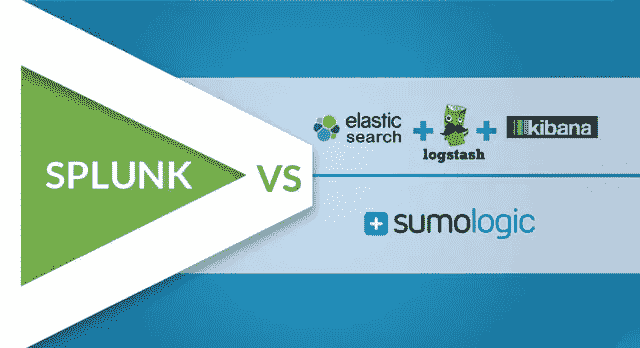 SPLUNK
VS
elastic
search
+
logstash
+
kibana
+ sumologic